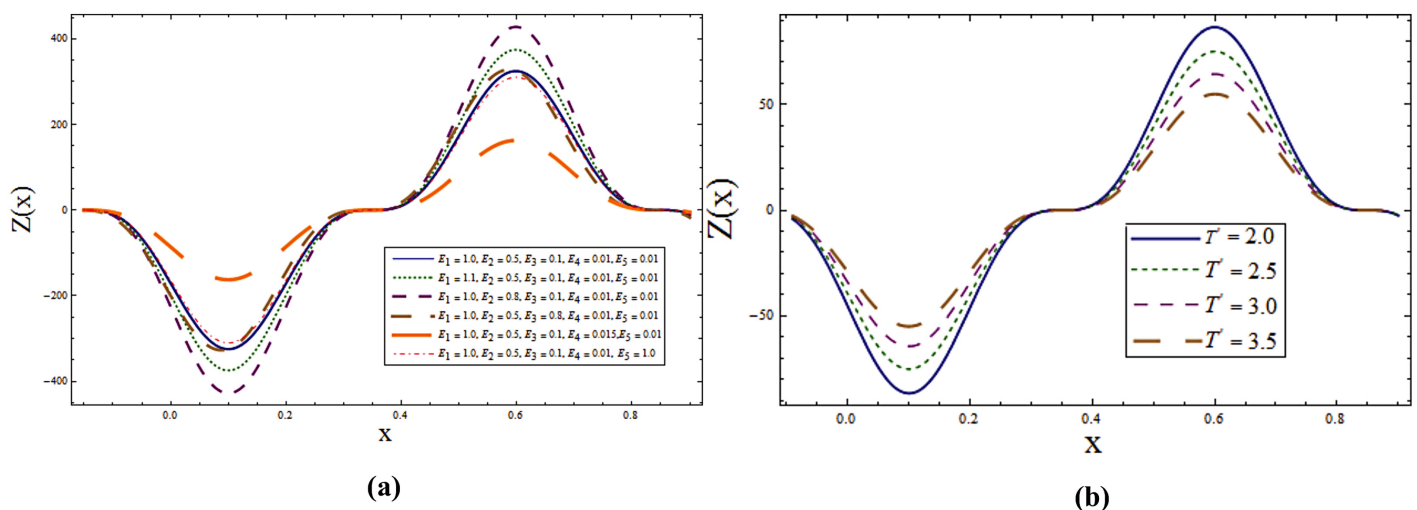 400
200
0
-200
-400
Z(x)
0.0 0.2 0.4 0.6 0.8
x
E1 = 1.0, E2 = 0.5, E3 = 0.1, E4 = 0.01, E5 = 0.01
E1 = 1.1, E2 = 0.5, E3 = 0.1, E4 = 0.01, E5 = 0.01
E1 = 1.0, E2 = 0.8, E3 = 0.1, E4 = 0.01, E5 = 0.01
E1 = 1.0, E2 = 0.5, E3 = 0.8, E4 = 0.01, E5 = 0.01
E1 = 1.0, E2 = 0.5, E3 = 0.1, E4 = 0.015, E5 = 0.01
E1 = 1.0, E2 = 0.5, E3 = 0.1, E4 = 0.01, E5 = 1.0
(a)
50
0
-50
Z(x)
0.0 0.2 0.4 0.6 0.8
x
T' = 2.0
T' = 2.5
T' = 3.0
T' = 3.5
(b)